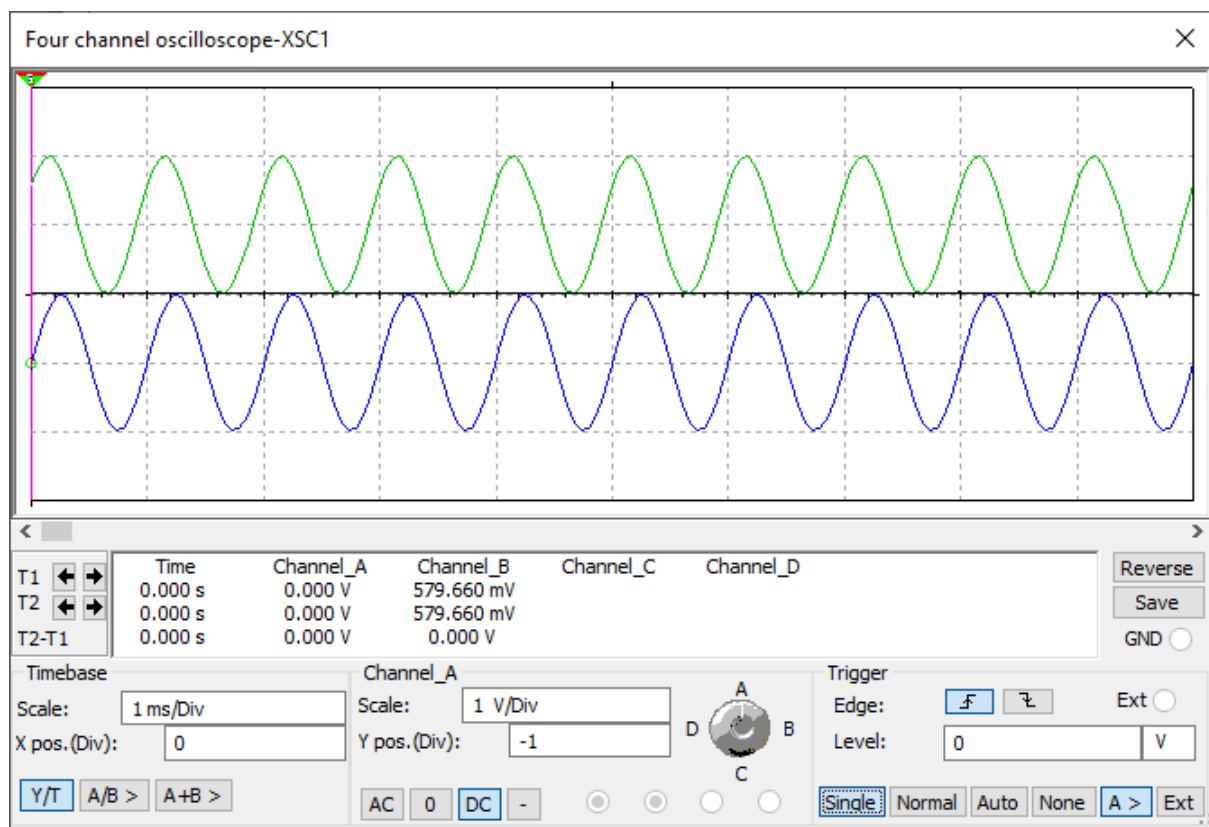 Four channel oscilloscope-XSC1
Time Channel_A Channel_B Channel_C Channel_D
T1 0.000 s 0.000 V 579.660 mV
T2 0.000 s 0.000 V 579.660 mV
T2-T1 0.000 s 0.000 V 0.000 V
Reverse
Save
GND
Timebase
Scale: 1 ms/Div
X pos.(Div): 0
Y/T A/B > A+B >
Channel_A
Scale: 1 V/Div
Y pos.(Div): -1
AC 0 DC -
A
D B
C
Trigger
Edge: Ext
Level: 0 V
Single Normal Auto None A > Ext